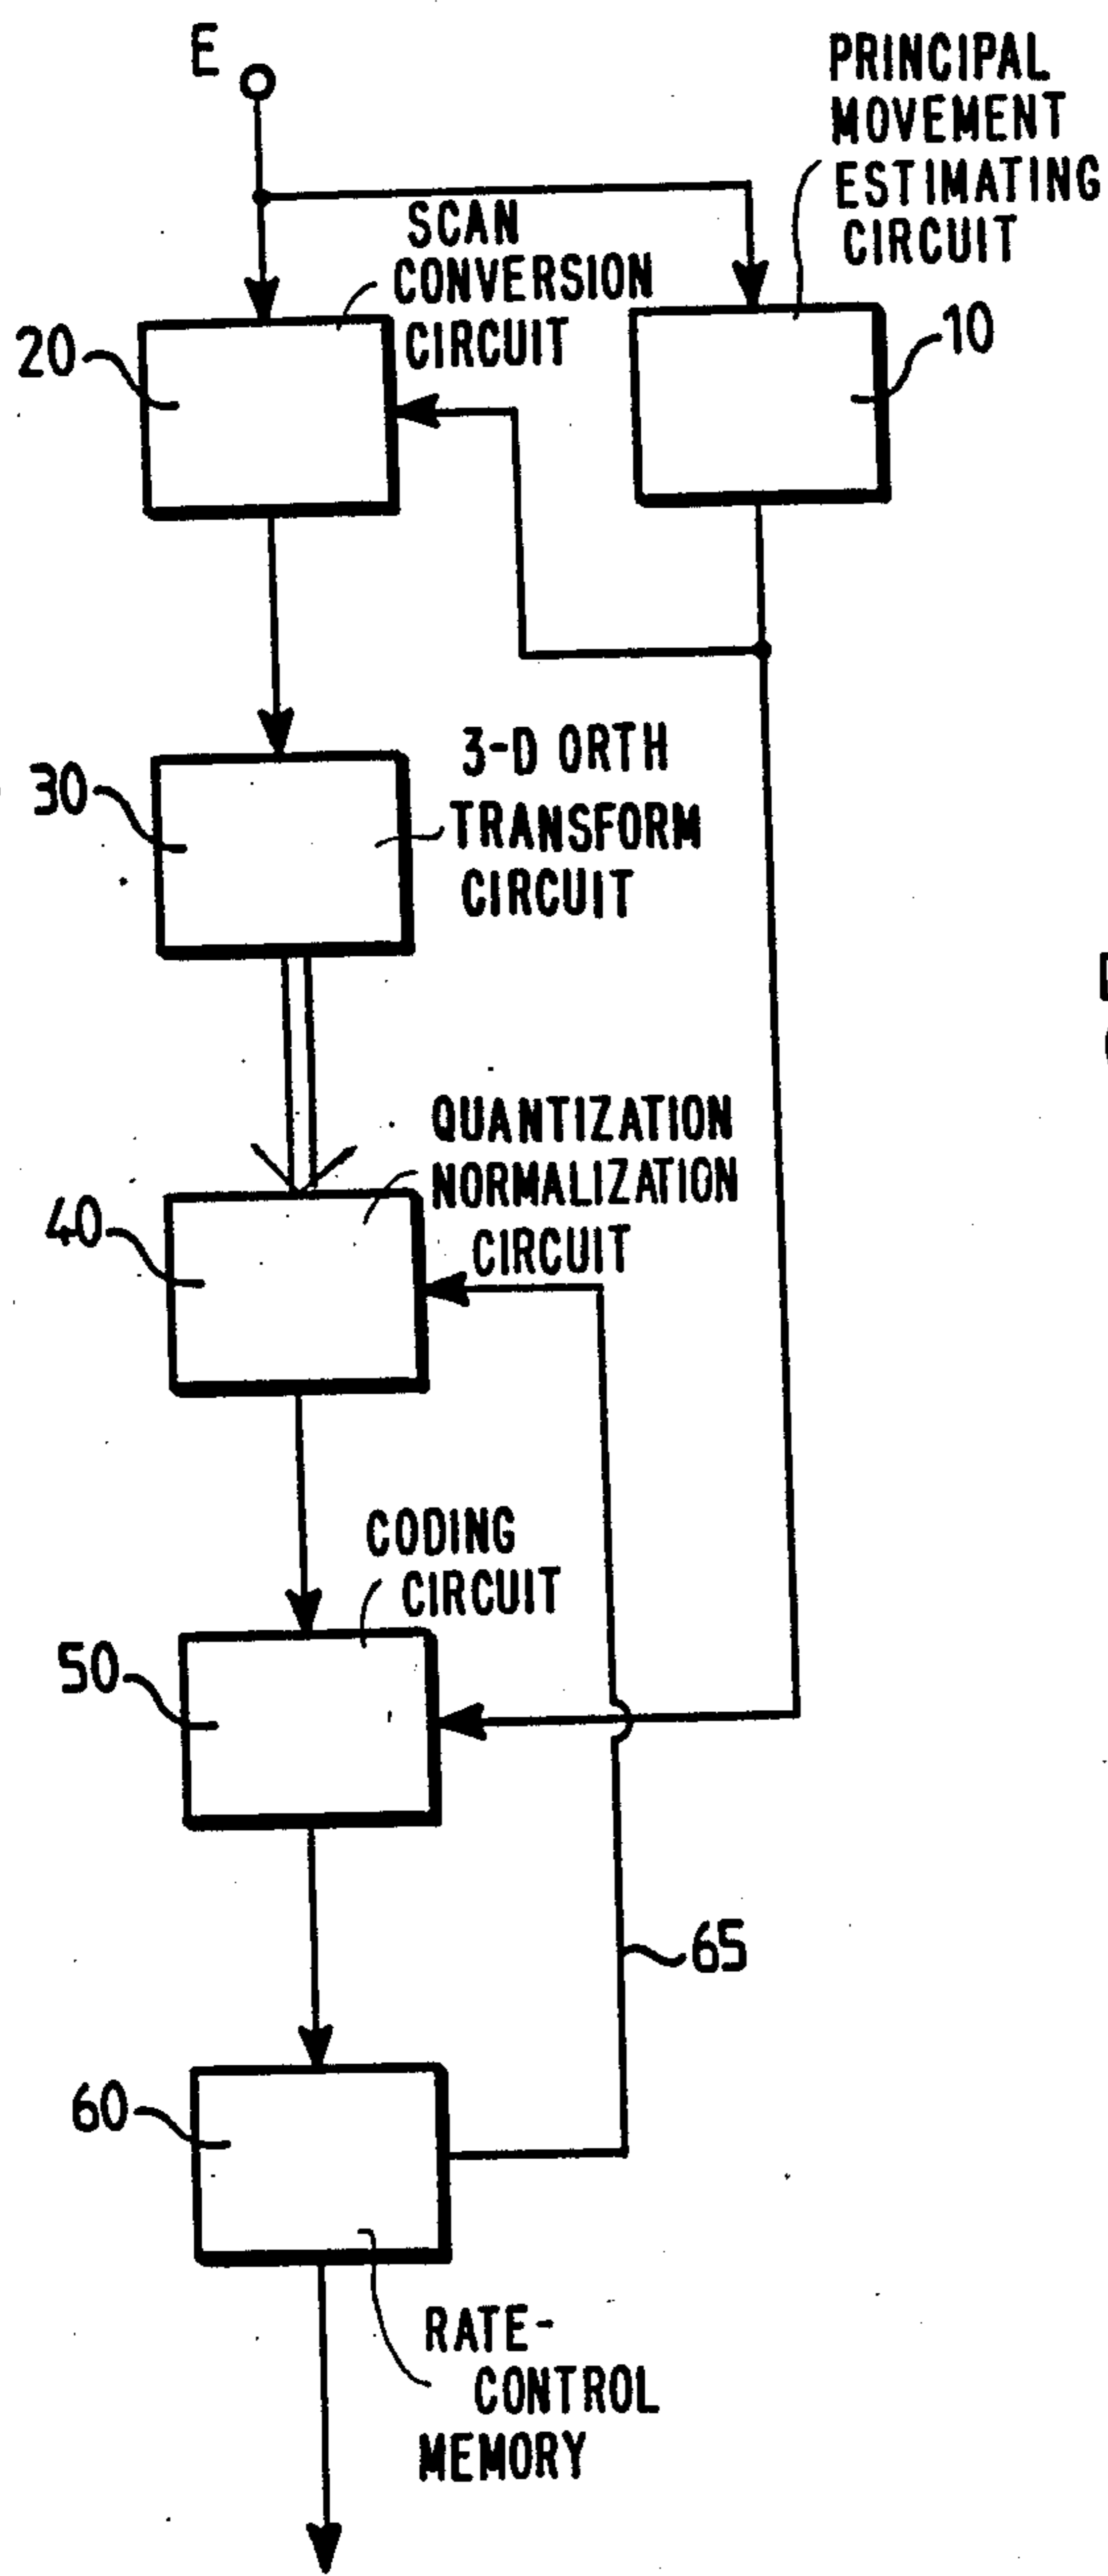 E
PRINCIPAL
MOVEMENT
ESTIMATING
CIRCUIT
SCAN
CONVERSION
CIRCUIT
20
10
3-D ORTH
TRANSFORM
CIRCUIT
30
QUANTIZATION
NORMALIZATION
CIRCUIT
40
CODING
CIRCUIT
50
65
60
RATE-
CONTROL
MEMORY